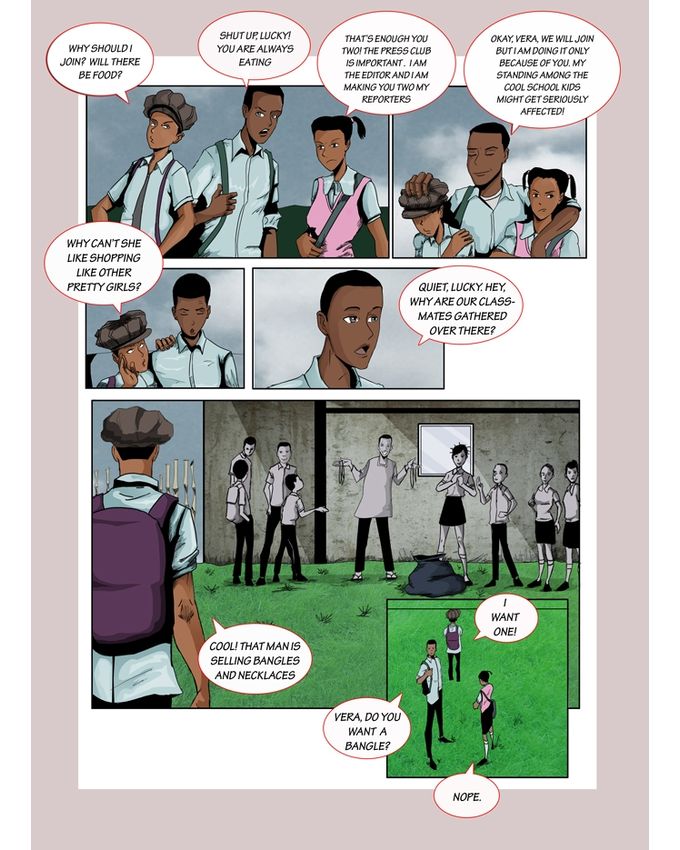 WHY SHOULD I
JOIN? WILL THERE
BE FOOD?
SHUT UP, LUCKY!
YOU ARE ALWAYS
EATING
THAT'S ENOUGH YOU
TWO! THE PRESS CLUB
IS IMPORTANT. I AM
THE EDITOR AND I AM
MAKING YOU TWO MY
REPORTERS
OKAY, VERA, WE WILL JOIN
BUT I AM DOING IT ONLY
BECAUSE OF YOU. MY
STANDING AMONG THE
COOL SCHOOL KIDS
MIGHT GET SERIOUSLY
AFFECTED!
WHY CAN'T SHE
LIKE SHOPPING
LIKE OTHER
PRETTY GIRLS?
QUIET, LUCKY. HEY,
WHY ARE OUR CLASS-
MATES GATHERED
OVER THERE?
COOL! THAT MAN IS
SELLING BANGLES
AND NECKLACES
I
WANT
ONE!
VERA, DO YOU
WANT A
BANGLE?
NOPE.